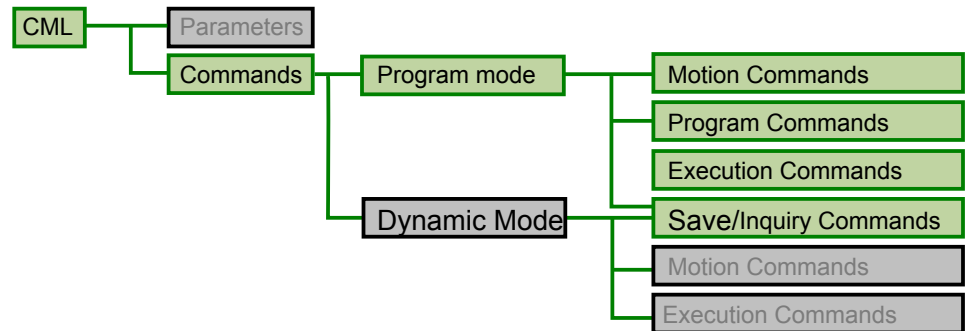 CML
Parameters
Commands
Program mode
Motion Commands
Program Commands
Execution Commands
Dynamic Mode
Save/Inquiry Commands
Motion Commands
Execution Commands